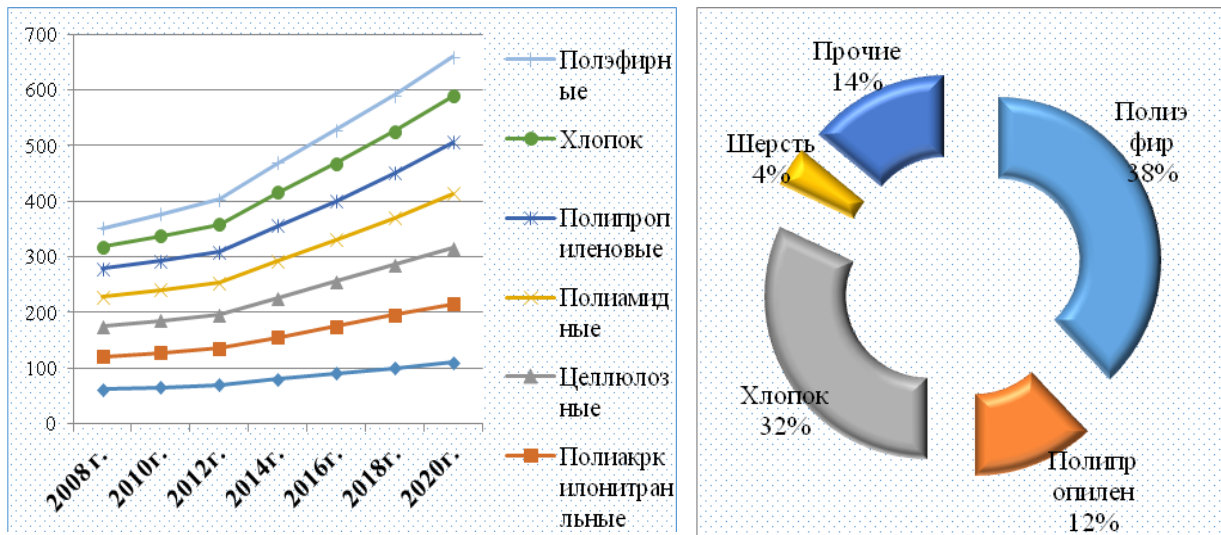 700
600
500
400
300
200
100
0
2008 г.
2010г.
2012г.
2014г.
2016г.
2018г.
2020г.
Полэфирн
ые
Хлопок
Полипроп
иленовые
Полиамид
ные
Целлюлоз
ные
Полиакрк
илонитран
льные
Прочие
14%
Шерсть
4%
Полиэ
фир
38%
Хлопок
32%
Полипр
опилен
12%